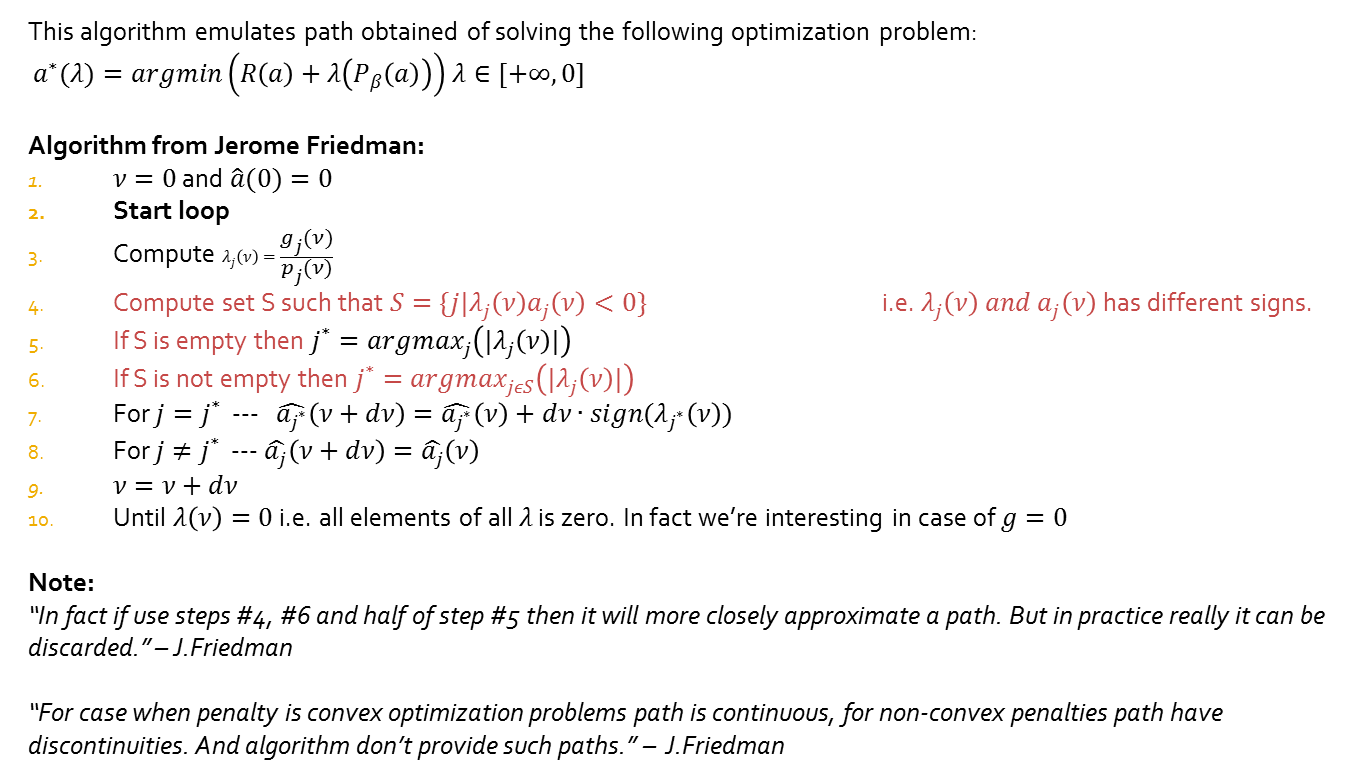 This algorithm emulates path obtained of solving the following optimization problem:
a*(λ) = argmin(R(a) + λ(P_β(a))) λ ∈ [+∞, 0]
Algorithm from Jerome Friedman:
1. ν = 0 and â(0) = 0
2. Start loop
3. Compute λ_j(ν) = g_j(ν) / p_j(ν)
4. Compute set S such that S = {j|λ_j(ν)a_j(ν) < 0} i.e. λ_j(ν) and a_j(ν) has different signs.
5. If S is empty then j* = argmax_j(|λ_j(ν)|)
6. If S is not empty then j* = argmax_{jϵS}(|λ_j(ν)|)
7. For j = j* --- â_{j*}(ν + dν) = â_{j*}(ν) + dν · sign(λ_{j*}(ν))
8. For j ≠ j* --- â_j(ν + dν) = â_j(ν)
9. ν = ν + dν
10. Until λ(ν) = 0 i.e. all elements of all λ is zero. In fact we're interesting in case of g = 0
Note:
"In fact if use steps #4, #6 and half of step #5 then it will more closely approximate a path. But in practice really it can be
discarded." – J.Friedman
"For case when penalty is convex optimization problems path is continuous, for non-convex penalties path have
discontinuities. And algorithm don't provide such paths." – J.Friedman